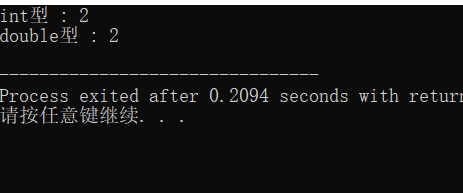 int型 : 2
double型 : 2
--------------------------------
Process exited after 0.2094 seconds with return
请按任意键继续. . .